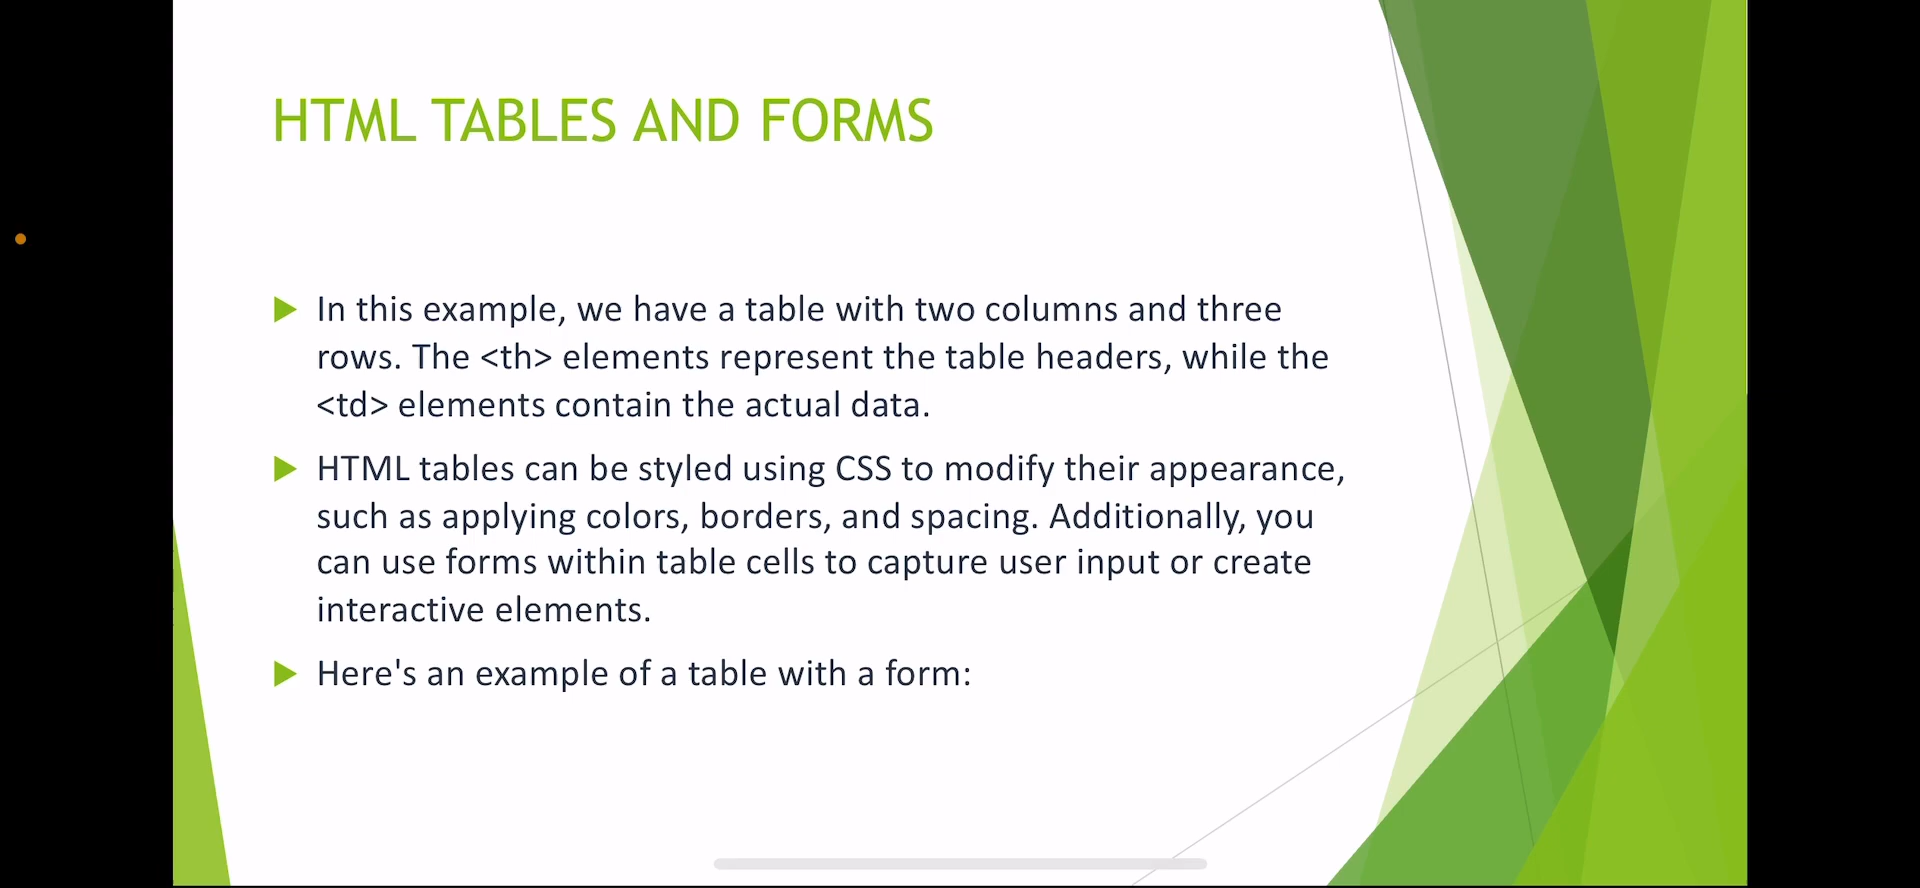 HTML TABLES AND FORMS
In this example, we have a table with two columns and three
rows. The <th> elements represent the table headers, while the
<td> elements contain the actual data.
HTML tables can be styled using CSS to modify their appearance,
such as applying colors, borders, and spacing. Additionally, you
can use forms within table cells to capture user input or create
interactive elements.
Here's an example of a table with a form: